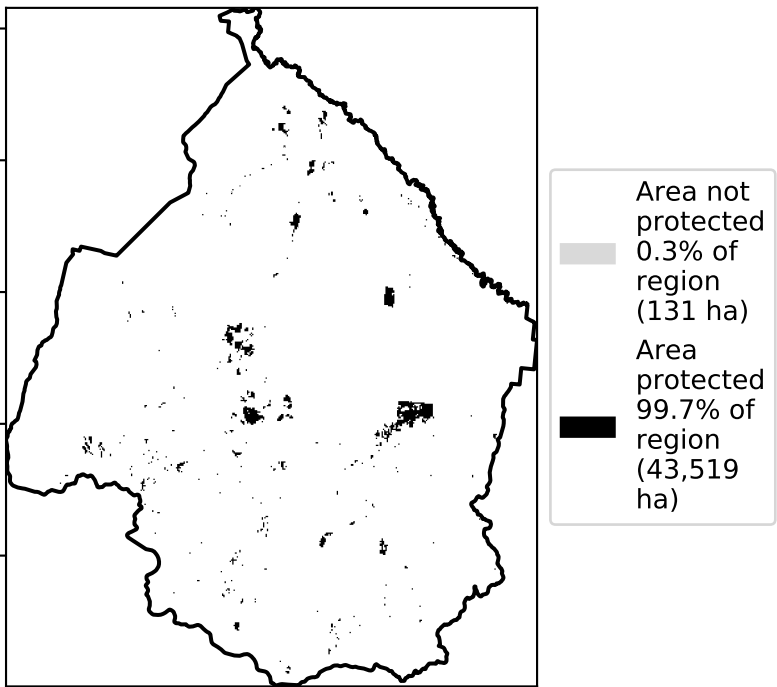 Area not
protected
0.3% of
region
(131 ha)
Area
protected
99.7% of
region
(43,519
ha)